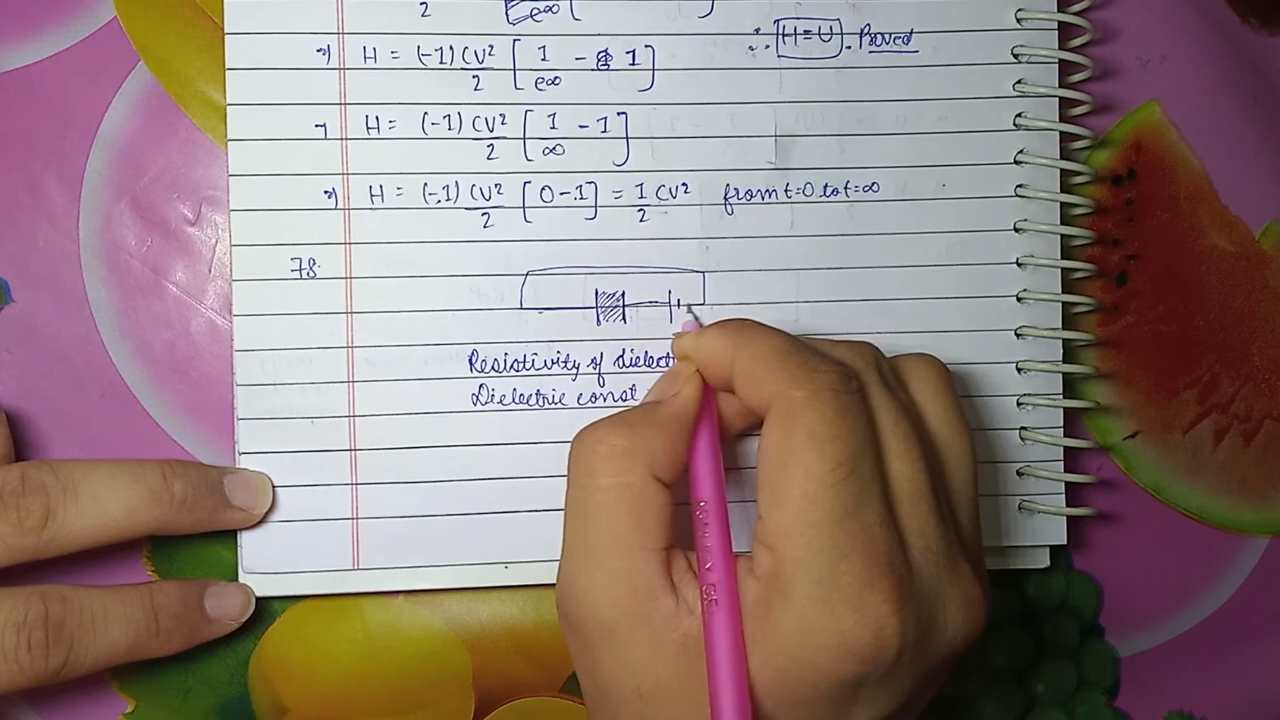 2 e∞
⇒) H = (-1) CV² [ 1 - 1 ]
2 e∞
∴ H=U . Proved
→ H = (-1) CV² [ 1 - 1 ]
2 ∞
⇒) H = (-1) CV² [ 0-1 ] = 1 CV² from t=0 to t=∞
2 2
78.
Resistivity of
Dielectric const